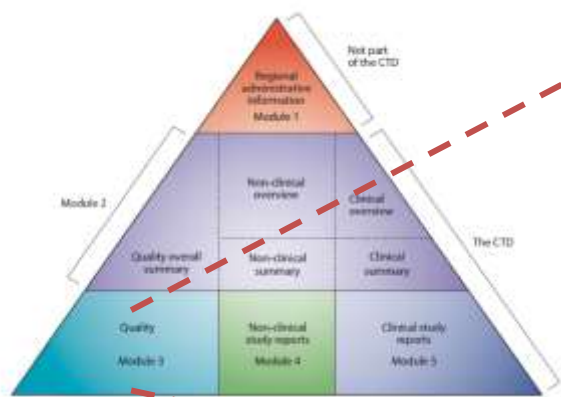 Not part
of the CTD
Regional
administrative
information
Module 1
Module 2
Non-clinical
overview
Clinical
overview
The CTD
Quality overall
summary
Non-clinical
summary
Clinical
summary
Quality
Module 3
Non-clinical
study reports
Module 4
Clinical study
reports
Module 5